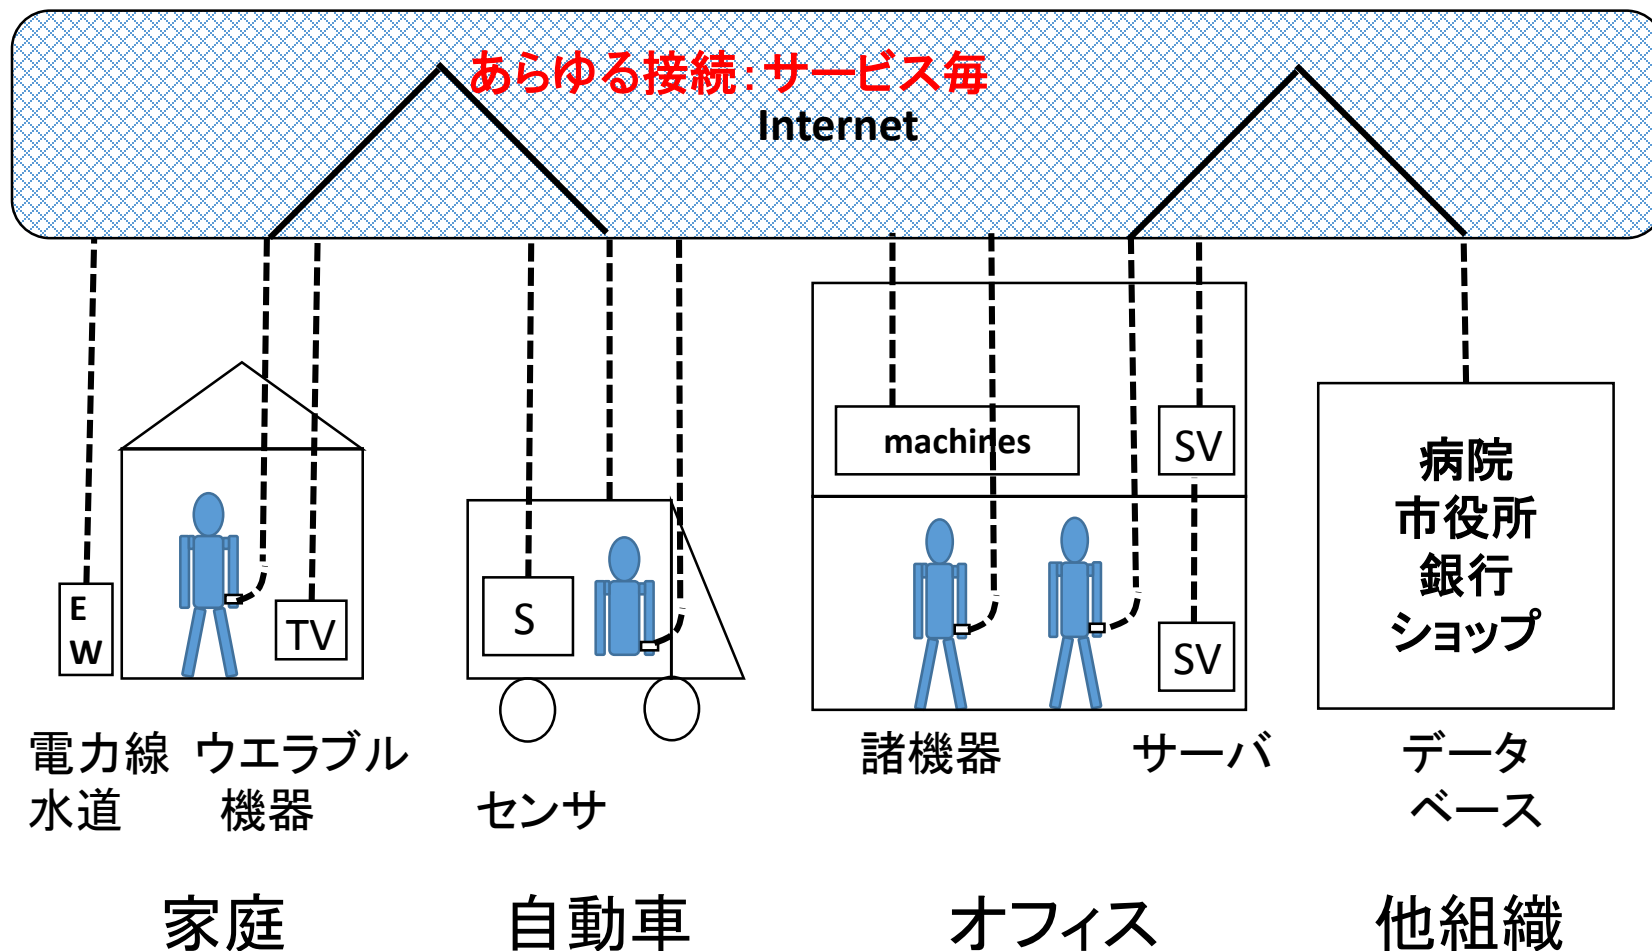 あらゆる接続：サービス毎
Internet
E
W
TV
S
machines
SV
SV
病院
市役所
銀行
ショップ
電力線
水道
ウエラブル
機器
センサ
諸機器
サーバ
データ
ベース
家庭
自動車
オフィス
他組織